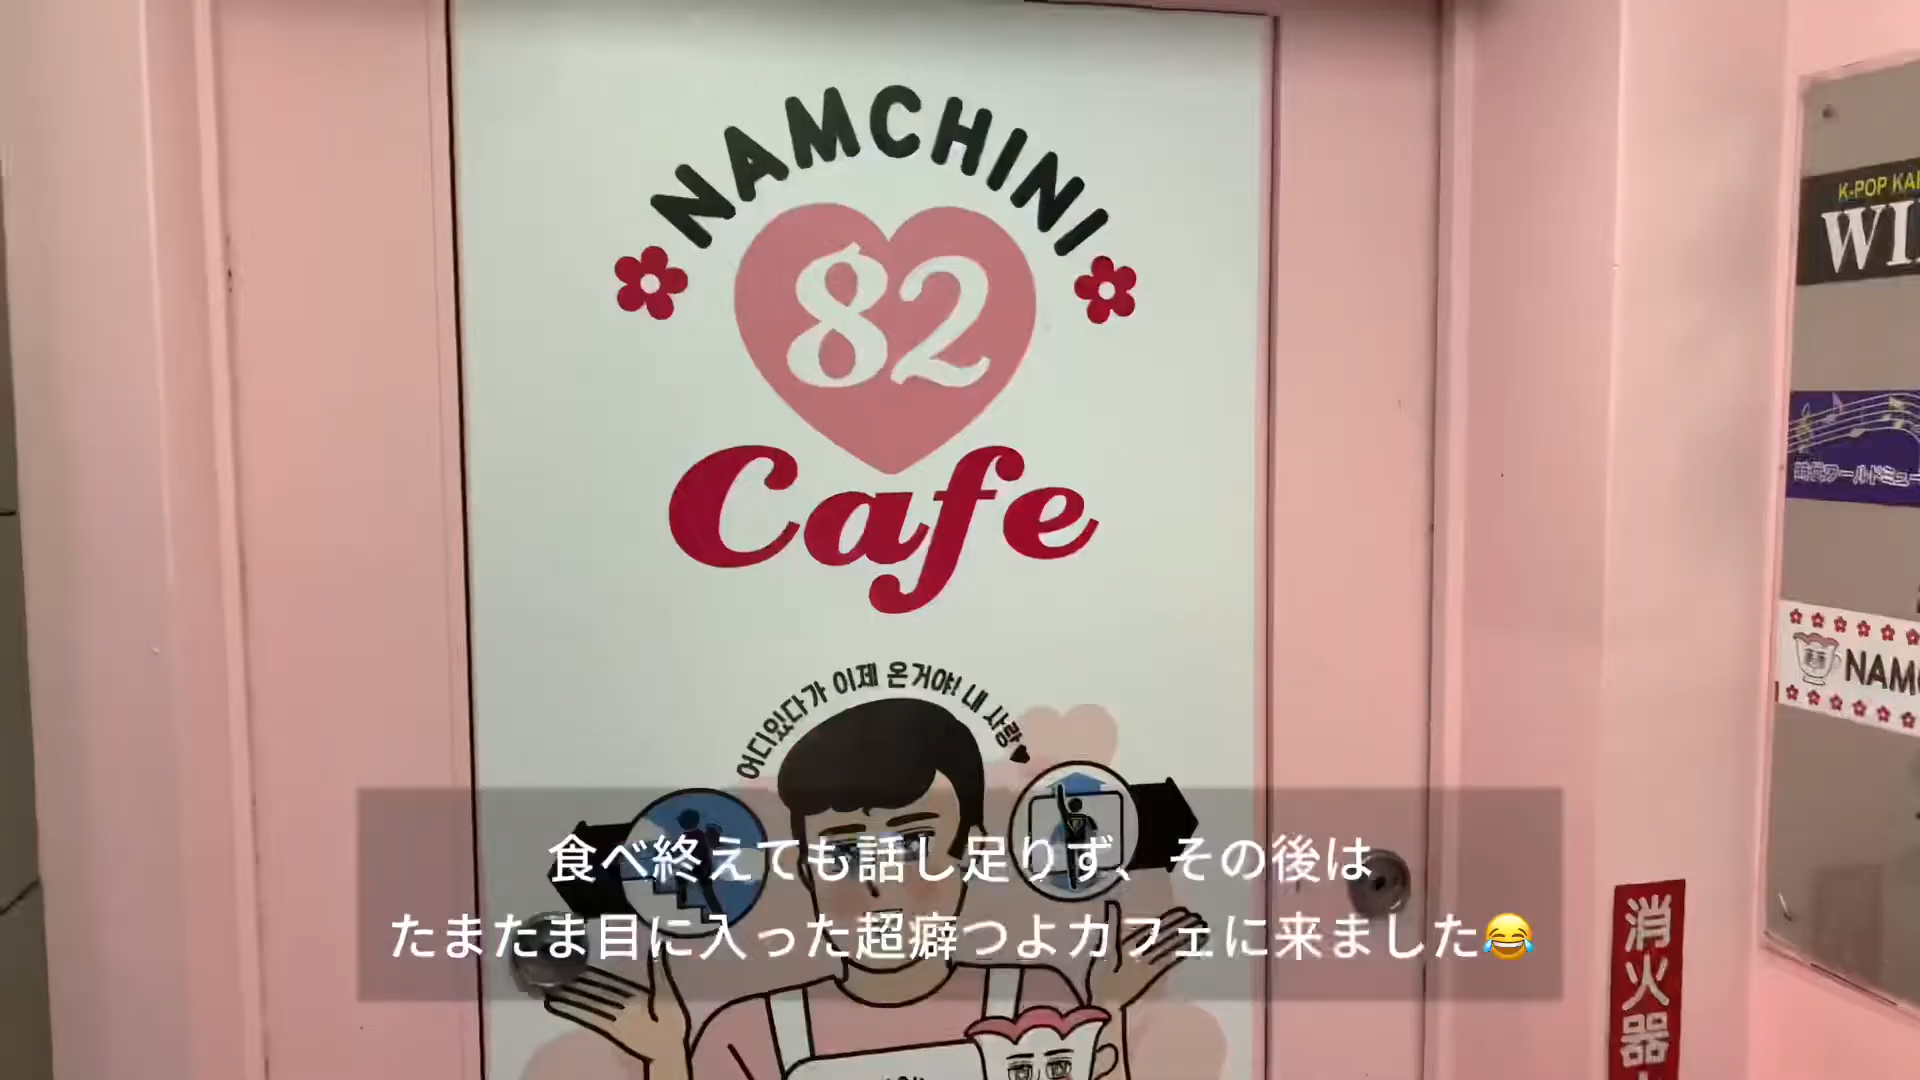 NAMCHINI
82
Cafe
어디있다가 이제 온거야! 내 사랑♥
K-POP
NAM
消火器
食べ終えても話し足りず、その後は
たまたま目に入った超癖つよカフェに来ました😂